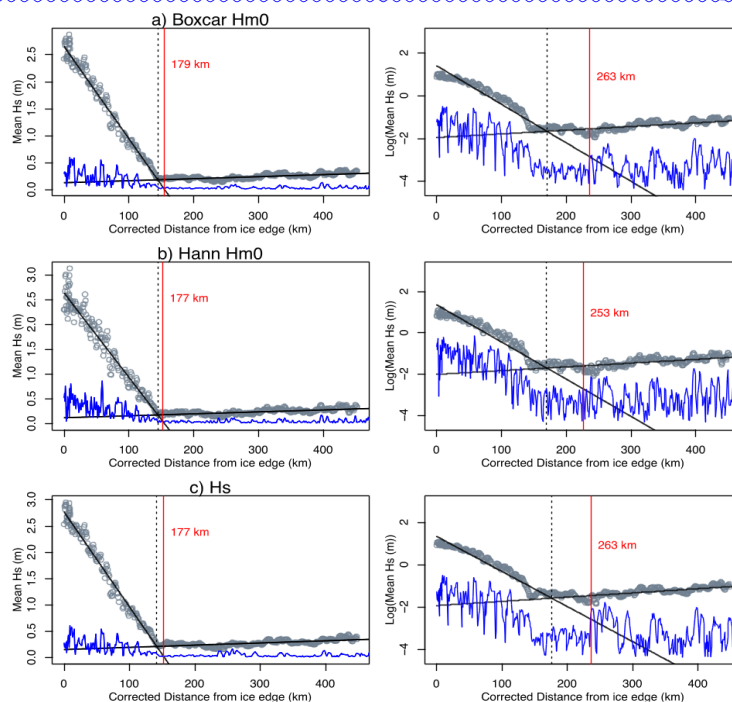 a) Boxcar Hm0
Mean Hs (m)
0.0 0.5 1.0 1.5 2.0 2.5
179 km
0 100 200 300 400
Corrected Distance from ice edge (km)
Log(Mean Hs (m))
-4 -2 0 2
263 km
0 100 200 300 400
Corrected Distance from ice edge (km)
b) Hann Hm0
Mean Hs (m)
0.0 0.5 1.0 1.5 2.0 2.5 3.0
177 km
0 100 200 300 400
Corrected Distance from ice edge (km)
Log(Mean Hs (m))
-4 -2 0 2
253 km
0 100 200 300 400
Corrected Distance from ice edge (km)
c) Hs
Mean Hs (m)
0.0 0.5 1.0 1.5 2.0 2.5 3.0
177 km
0 100 200 300 400
Corrected Distance from ice edge (km)
Log(Mean Hs (m))
-4 -2 0 2
263 km
0 100 200 300 400
Corrected Distance from ice edge (km)